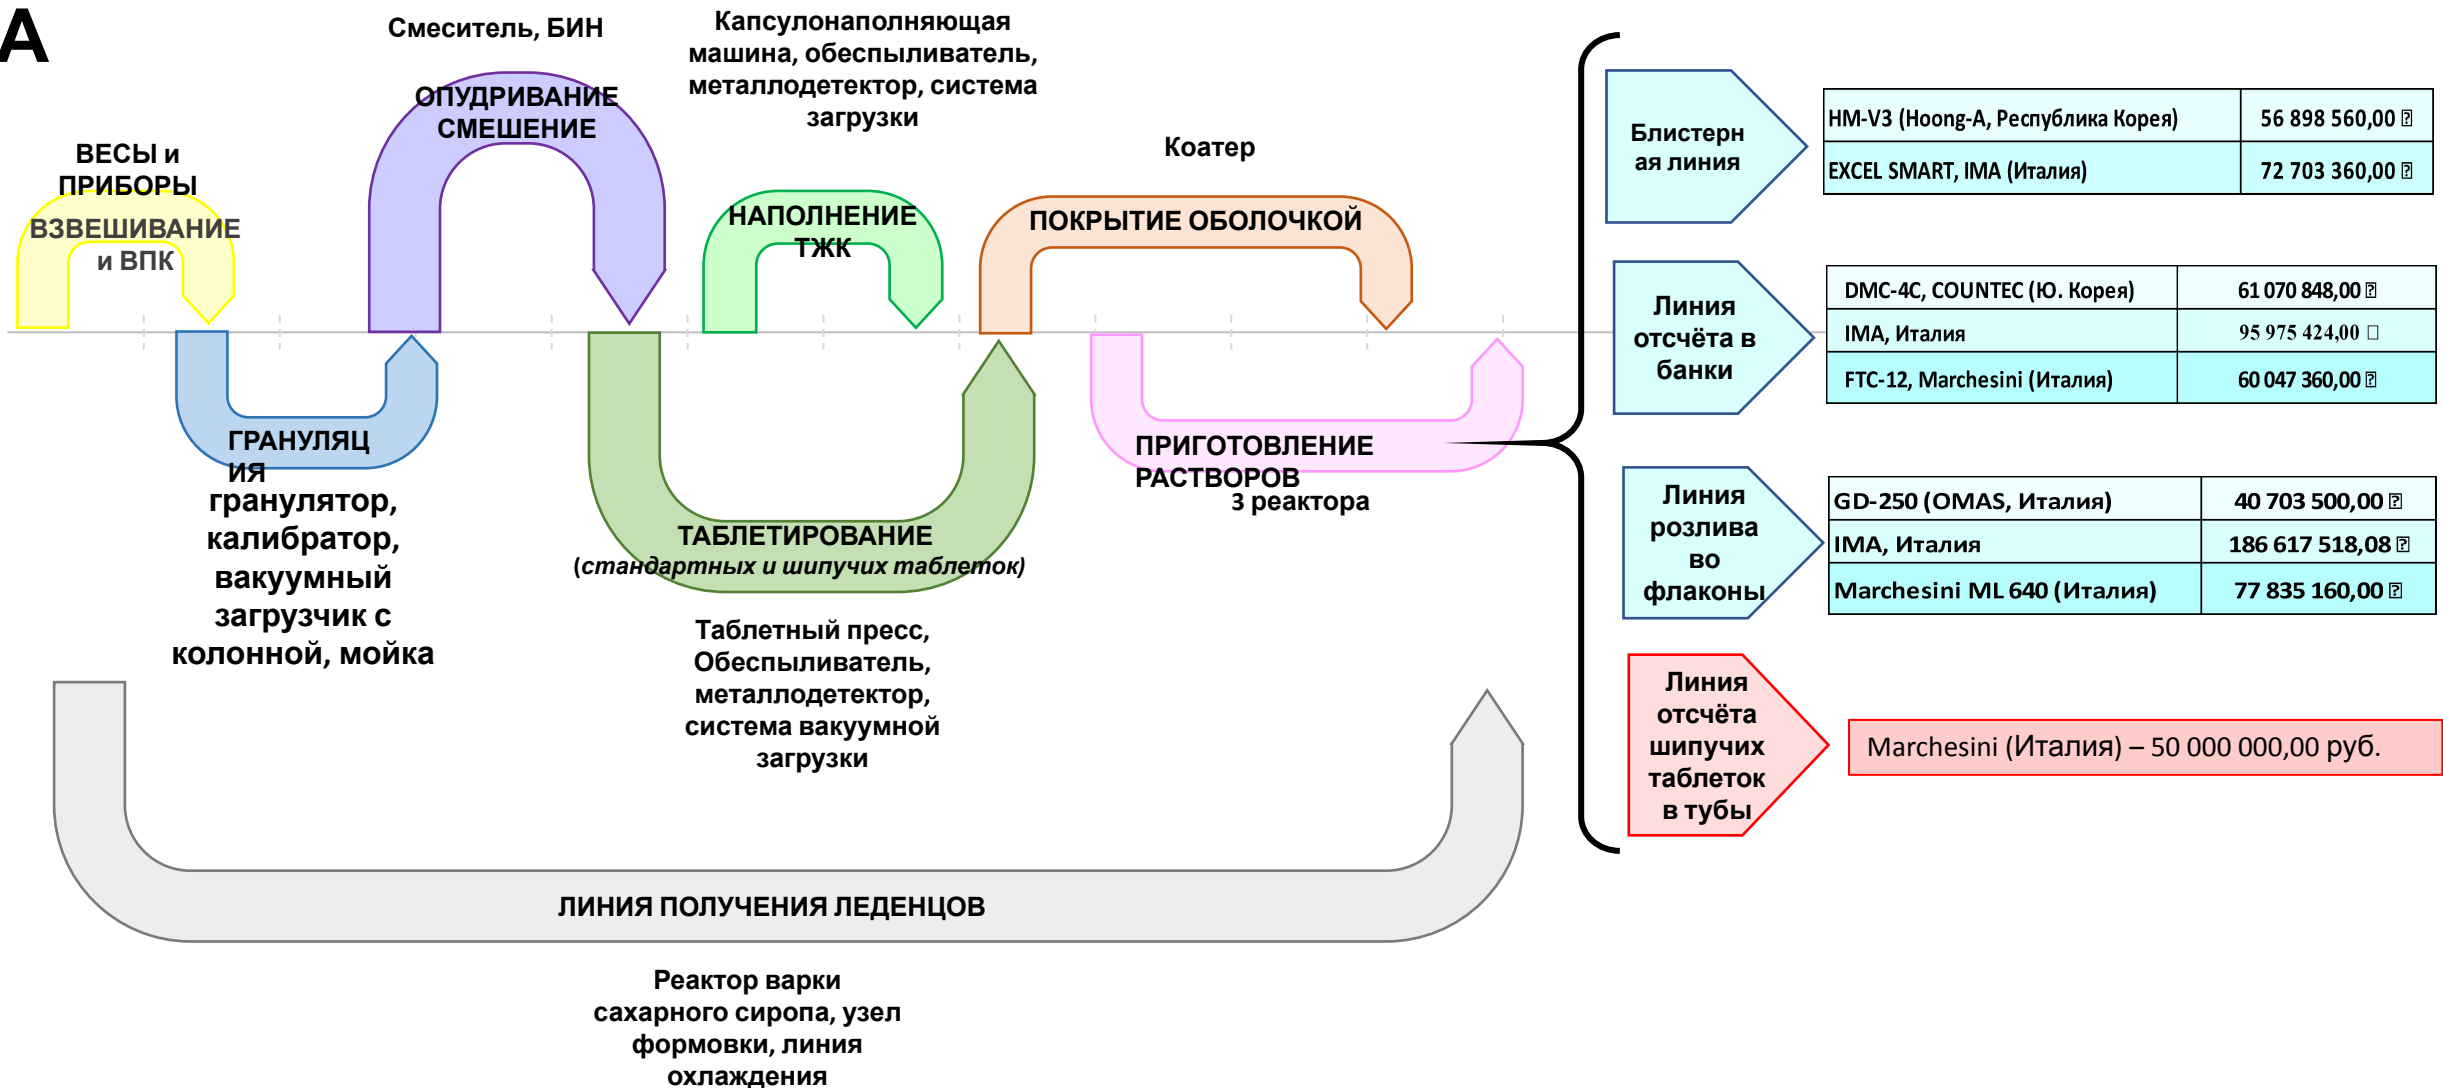 А
ВЕСЫ и
ПРИБОРЫ
ВЗВЕШИВАНИЕ
и ВПК
ГРАНУЛЯЦ
ИЯ
гранулятор,
калибратор,
вакуумный
загрузчик с
колонной, мойка
Смеситель, БИН
ОПУДРИВАНИЕ
СМЕШЕНИЕ
Капсулонаполняющая
машина, обеспыливатель,
металлодетектор, система
загрузки
НАПОЛНЕНИЕ
ТЖК
ТАБЛЕТИРОВАНИЕ
(стандартных и шипучих таблеток)
Таблетный пресс,
Обеспыливатель,
металлодетектор,
система вакуумной
загрузки
Коатер
ПОКРЫТИЕ ОБОЛОЧКОЙ
ПРИГОТОВЛЕНИЕ
РАСТВОРОВ
3 реактора
ЛИНИЯ ПОЛУЧЕНИЯ ЛЕДЕНЦОВ
Реактор варки
сахарного сиропа, узел
формовки, линия
охлаждения
Блистерн
ая линия
HM-V3 (Hoong-A, Республика Корея) 56 898 560,00
EXCEL SMART, IMA (Италия) 72 703 360,00
Линия
отсчёта в
банки
DMC-4C, COUNTEC (Ю. Корея) 61 070 848,00
IMA, Италия 95 975 424,00
FTC-12, Marchesini (Италия) 60 047 360,00
Линия
розлива
во
флаконы
GD-250 (OMAS, Италия) 40 703 500,00
IMA, Италия 186 617 518,08
Marchesini ML 640 (Италия) 77 835 160,00
Линия
отсчёта
шипучих
таблеток
в тубы
Marchesini (Италия) – 50 000 000,00 руб.